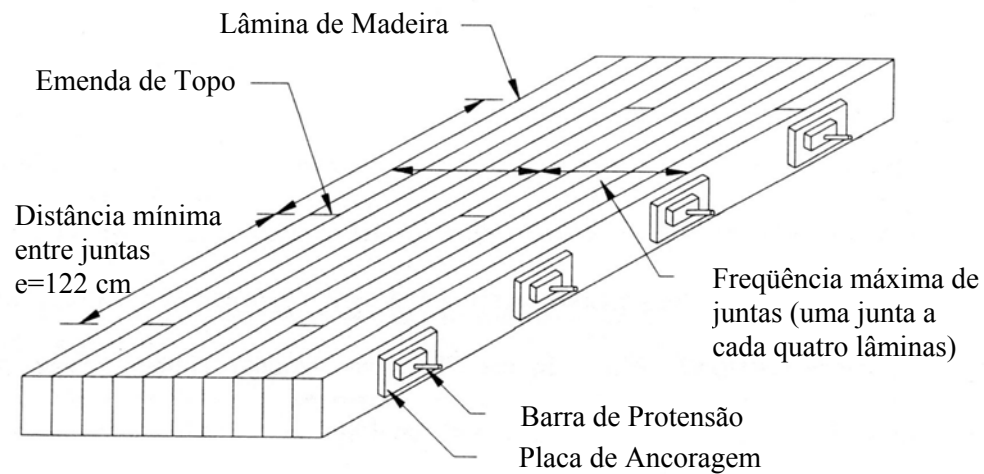 Lâmina de Madeira
Emenda de Topo
Distância mínima
entre juntas
e=122 cm
Freqüência máxima de
juntas (uma junta a
cada quatro lâminas)
Barra de Protensão
Placa de Ancoragem